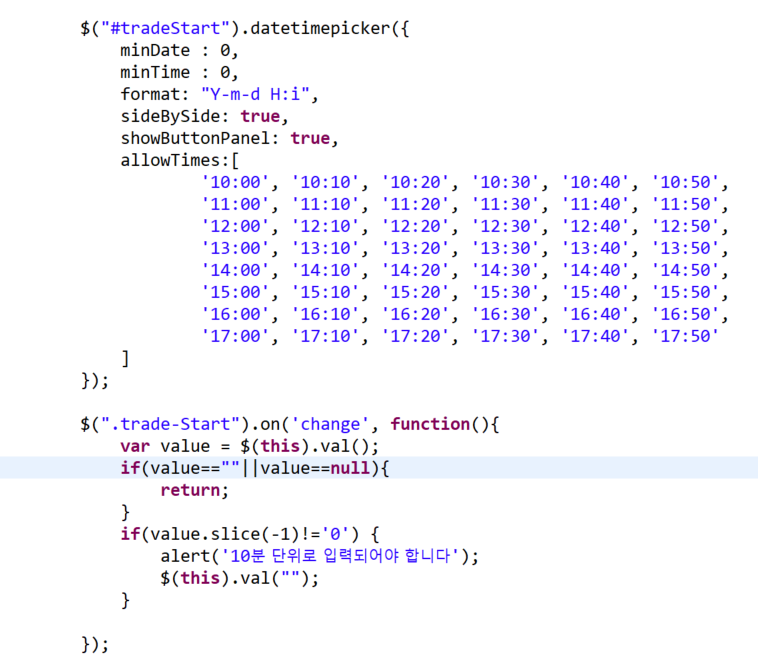 $("#tradeStart").datetimepicker({
minDate : 0,
minTime : 0,
format: "Y-m-d H:i",
sideBySide: true,
showButtonPanel: true,
allowTimes:[
'10:00', '10:10', '10:20', '10:30', '10:40', '10:50',
'11:00', '11:10', '11:20', '11:30', '11:40', '11:50',
'12:00', '12:10', '12:20', '12:30', '12:40', '12:50',
'13:00', '13:10', '13:20', '13:30', '13:40', '13:50',
'14:00', '14:10', '14:20', '14:30', '14:40', '14:50',
'15:00', '15:10', '15:20', '15:30', '15:40', '15:50',
'16:00', '16:10', '16:20', '16:30', '16:40', '16:50',
'17:00', '17:10', '17:20', '17:30', '17:40', '17:50'
]
});
$(".trade-Start").on('change', function(){
var value = $(this).val();
if(value==""||value==null){
return;
}
if(value.slice(-1)!='0') {
alert('10분 단위로 입력되어야 합니다');
$(this).val("");
}
});